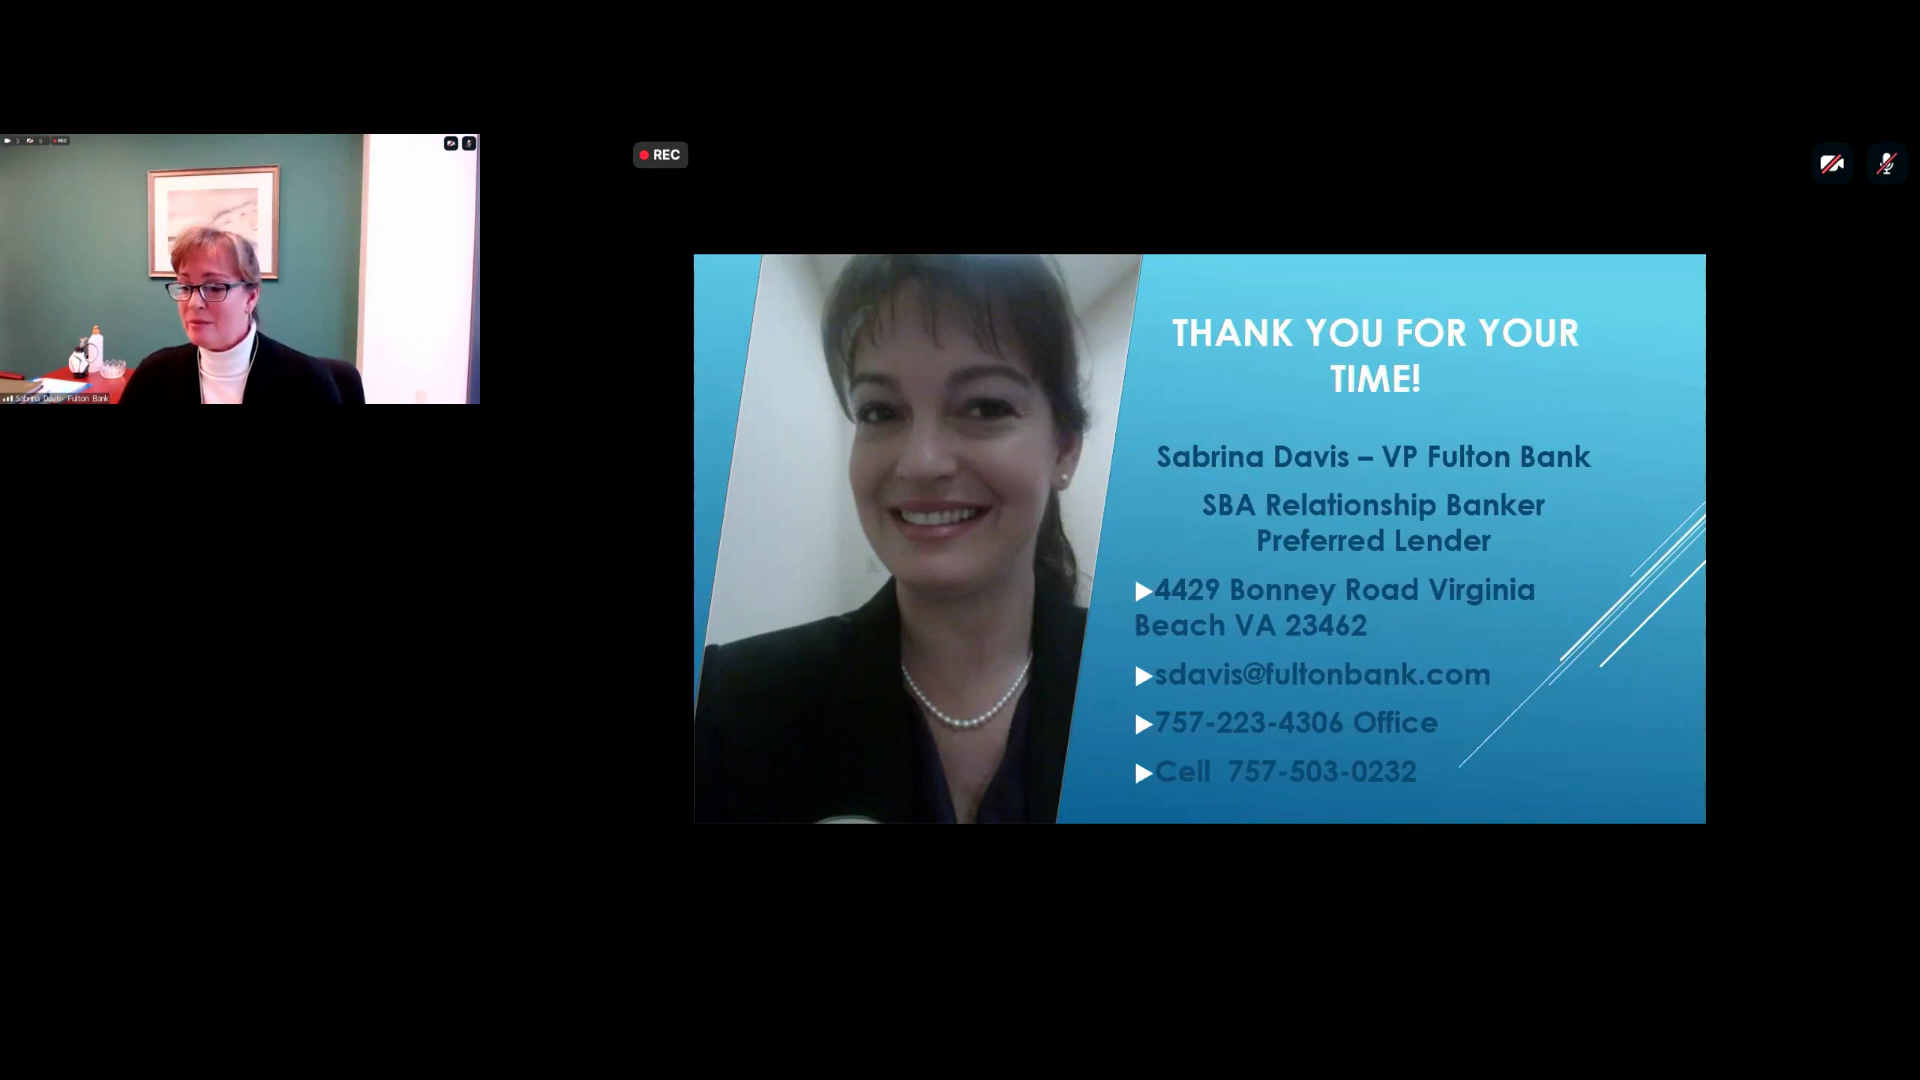 REC
Sabrina Davis- Fulton Bank
REC
THANK YOU FOR YOUR
TIME!
Sabrina Davis – VP Fulton Bank
SBA Relationship Banker
Preferred Lender
4429 Bonney Road Virginia
Beach VA 23462
sdavis@fultonbank.com
757-223-4306 Office
Cell 757-503-0232